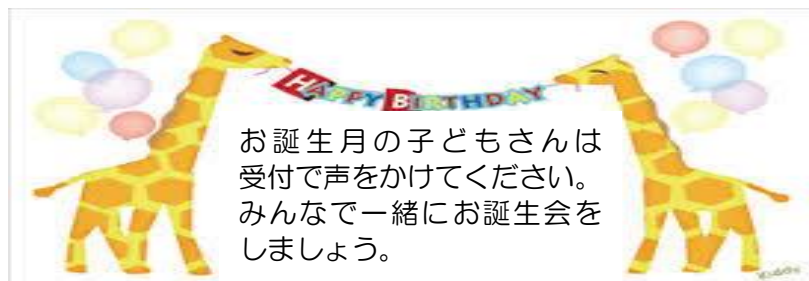 HAPPY BIRTHDAY
お誕生月の子どもさんは
受付で声をかけてください。
みんなで一緒にお誕生会を
しましょう。